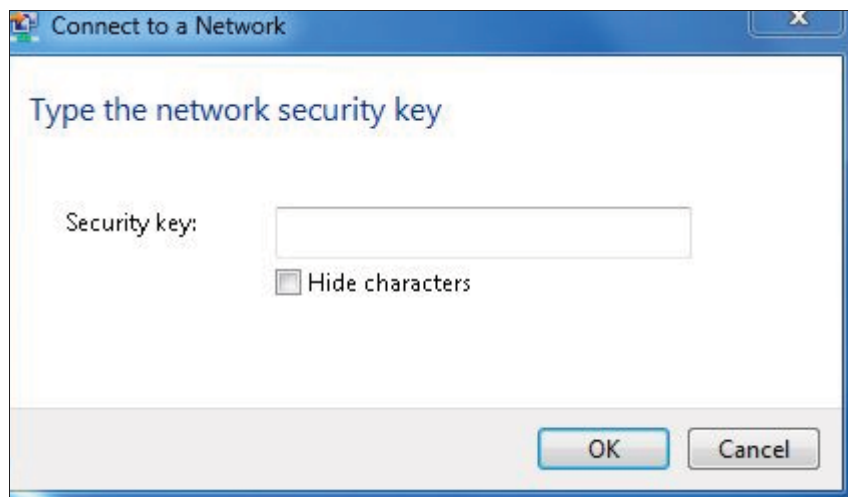 Connect to a Network
Type the network security key
Security key:
Hide characters
OK Cancel